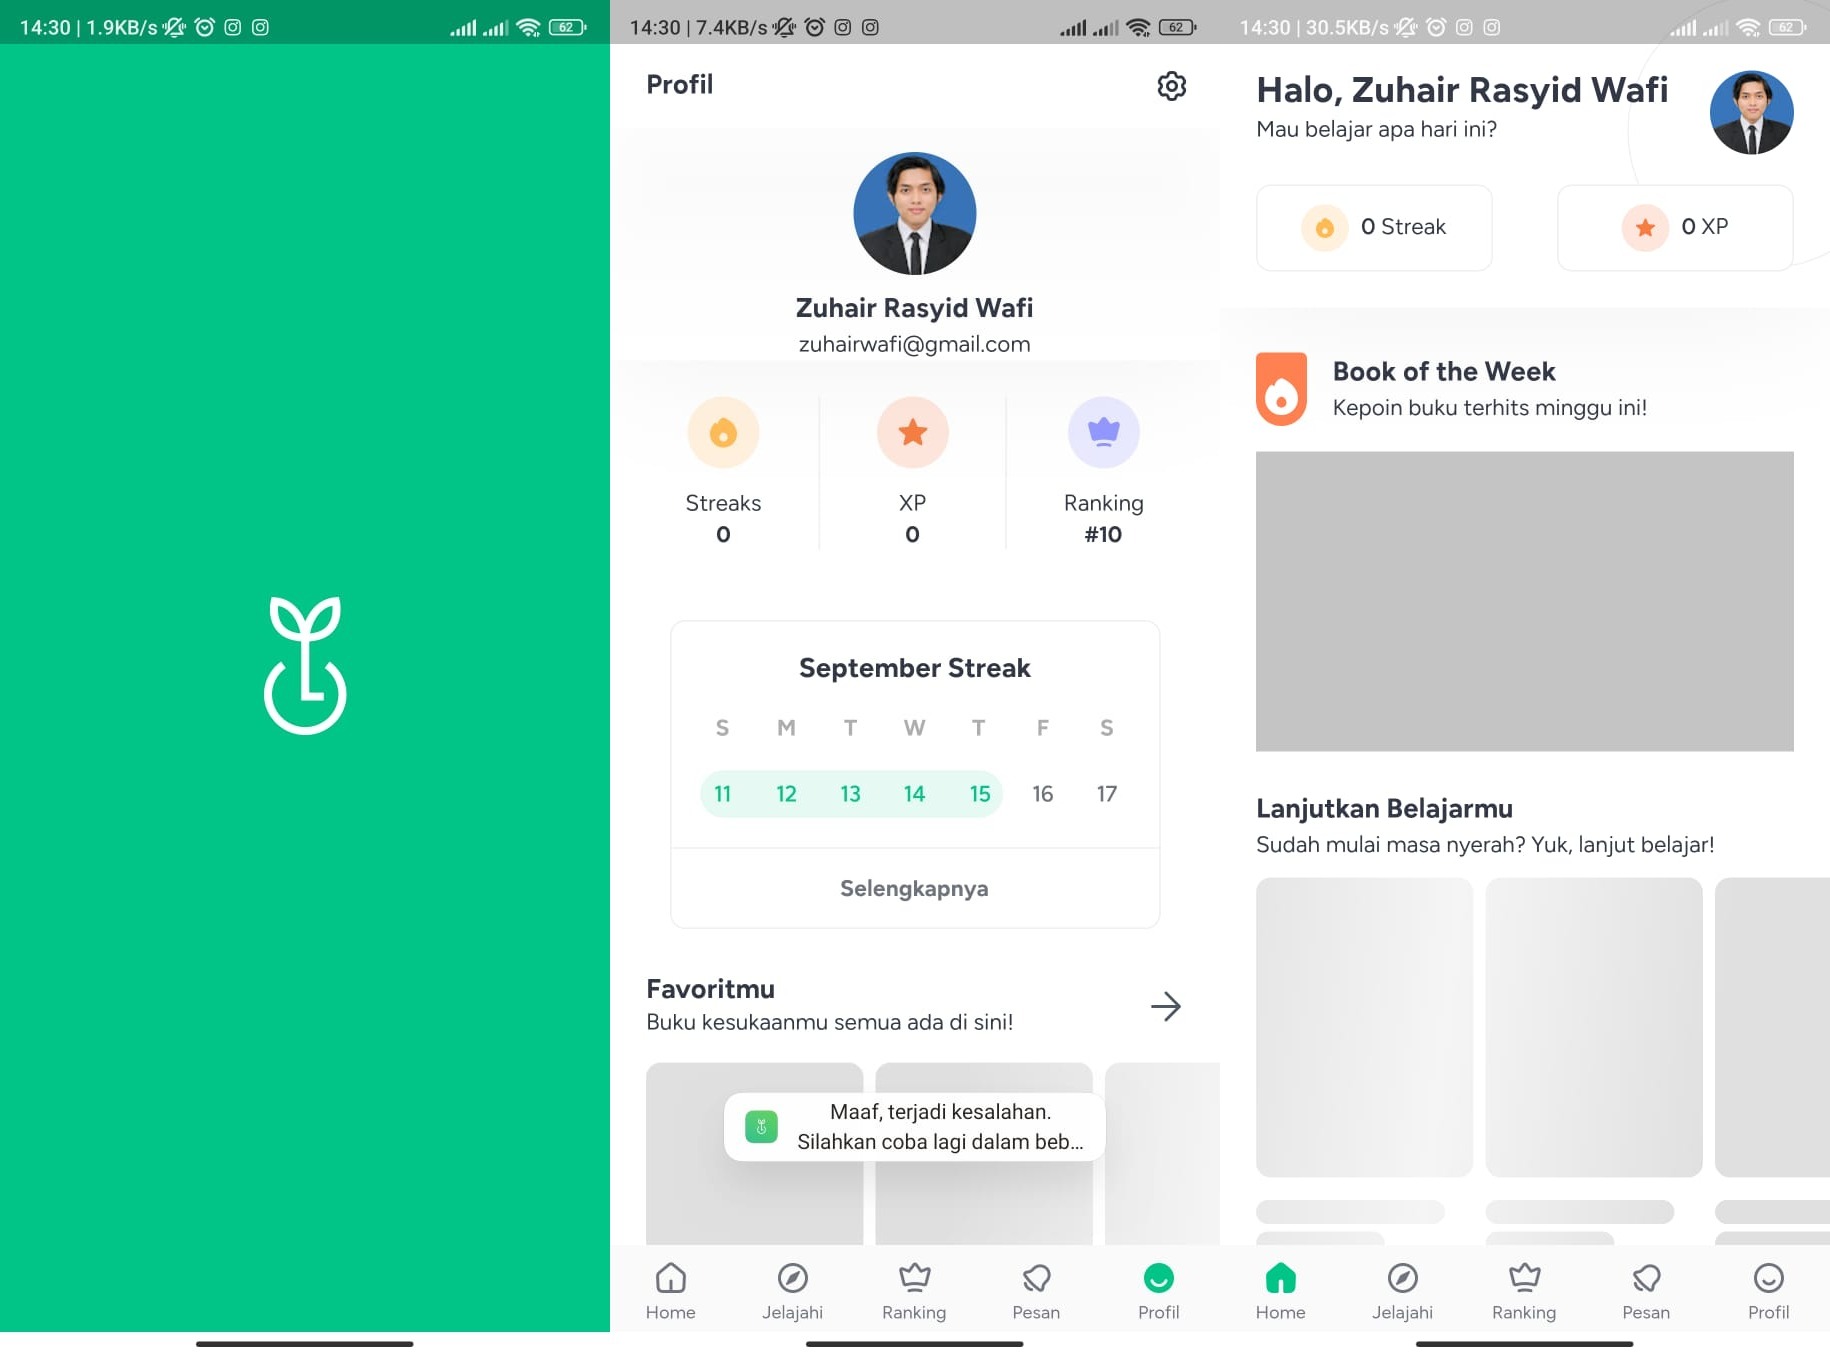 14:30 | 1.9KB/s
62
14:30 | 7.4KB/s
62
Profil
Zuhair Rasyid Wafi
zuhairwafi@gmail.com
Streaks
0
XP
0
Ranking
#10
September Streak
S M T W T F S
11 12 13 14 15 16 17
Selengkapnya
Favoritmu
Buku kesukaanmu semua ada di sini!
Maaf, terjadi kesalahan.
Silahkan coba lagi dalam beb...
Home Jelajahi Ranking Pesan Profil
14:30 | 30.5KB/s
62
Halo, Zuhair Rasyid Wafi
Mau belajar apa hari ini?
0 Streak
0 XP
Book of the Week
Kepoin buku terhits minggu ini!
Lanjutkan Belajarmu
Sudah mulai masa nyerah? Yuk, lanjut belajar!
Home Jelajahi Ranking Pesan Profil